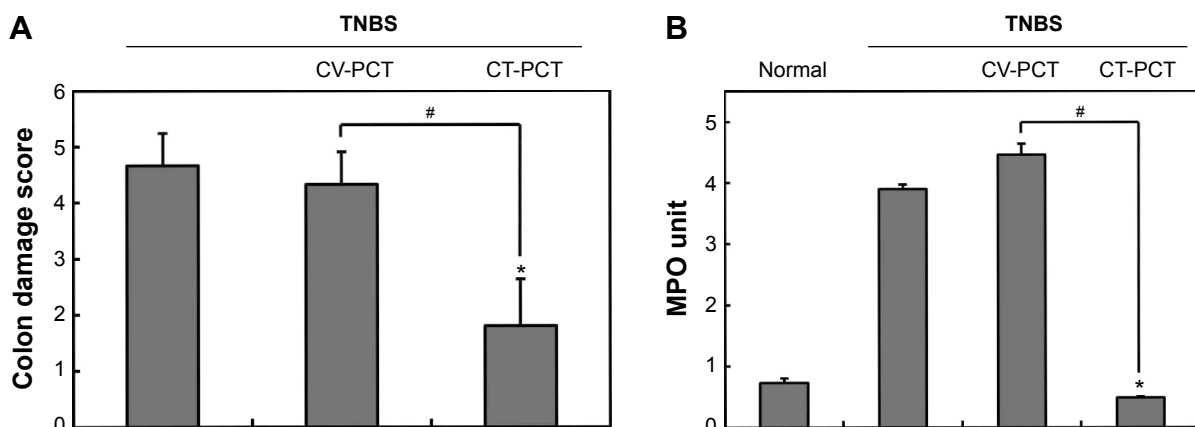 A
TNBS
CV-PCT CT-PCT
Colon damage score
6
5
4
3
2
1
0
#
*
B
TNBS
Normal CV-PCT CT-PCT
MPO unit
5
4
3
2
1
0
#
*